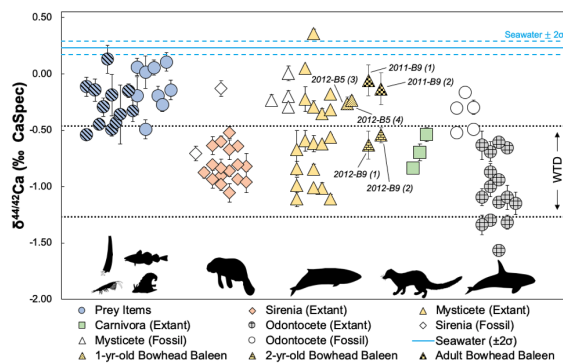 Seawater ± 2σ
0.50
0.00
-0.50
-1.00
-1.50
-2.00
δ44/42Ca (‰ CaSpec)
2011-B9 (1)
2011-B9 (2)
2012-B5 (3)
2012-B5 (4)
2012-B9 (1)
2012-B9 (2)
WTD
Prey Items
Sirenia (Extant)
Mysticete (Extant)
Carnivora (Extant)
Odontocete (Extant)
Sirenia (Fossil)
Mysticete (Fossil)
Odontocete (Fossil)
Seawater (±2σ)
1-yr-old Bowhead Baleen
2-yr-old Bowhead Baleen
Adult Bowhead Baleen